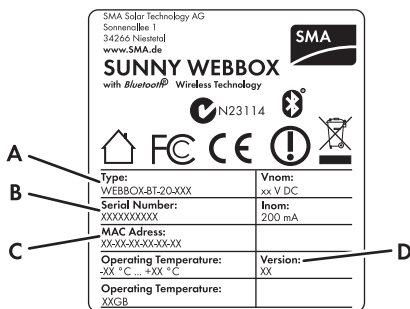 SMA Solar Technology AG
Sonnenallee 1
34266 Niestetal
www.SMA.de
SMA
SUNNY WEBBOX
with Bluetooth® Wireless Technology
N23114
FC CE
A
Type:
WEBBOX-BT-20-XXX
Vnom:
xx V DC
B
Serial Number:
XXXXXXXXXX
Inom:
200 mA
C
MAC Adress:
XX-XX-XX-XX-XX-XX
Operating Temperature:
-XX °C ... +XX °C
Version:
XX
D
Operating Temperature:
XXGB